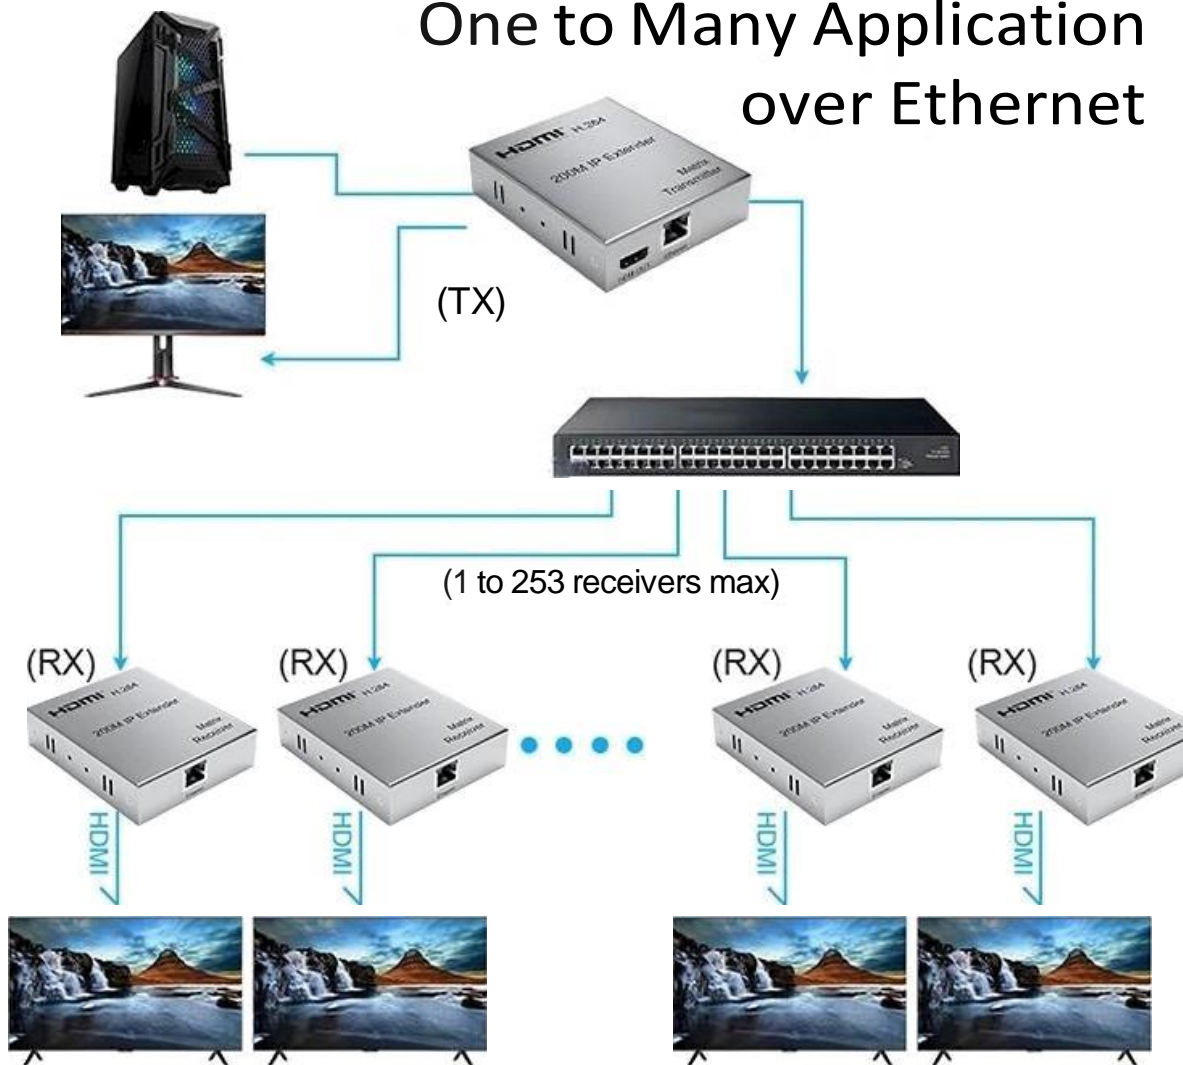 One to Many Application
over Ethernet
HDMI H.264
200M IP Extender
Matrix
Transmitter
HDMI OUT
(TX)
(1 to 253 receivers max)
(RX)
(RX)
(RX)
(RX)
HDMI H.264
200M IP Extender
Matrix
Receiver
HDMI H.264
200M IP Extender
Matrix
Receiver
HDMI H.264
200M IP Extender
Matrix
Receiver
HDMI H.264
200M IP Extender
Matrix
Receiver
HDMI
HDMI
HDMI
HDMI